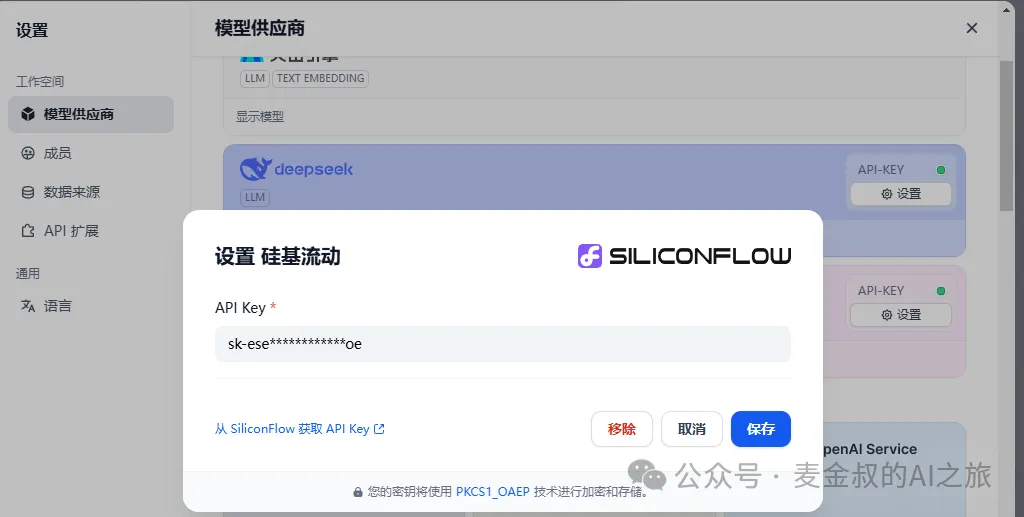 设置
模型供应商
工作空间
模型供应商
成员
数据来源
API 扩展
通用
语言
LLM
TEXT EMBEDDING
显示模型
deepseek
LLM
API-KEY
设置
API-KEY
设置
设置 硅基流动
SILICONFLOW
API Key *
sk-ese************oe
从 SiliconFlow 获取 API Key
移除
取消
保存
您的密钥将使用 PKCS1_OAEP 技术进行加密和存储。
penAI Service
公众号 · 麦金叔的AI之旅